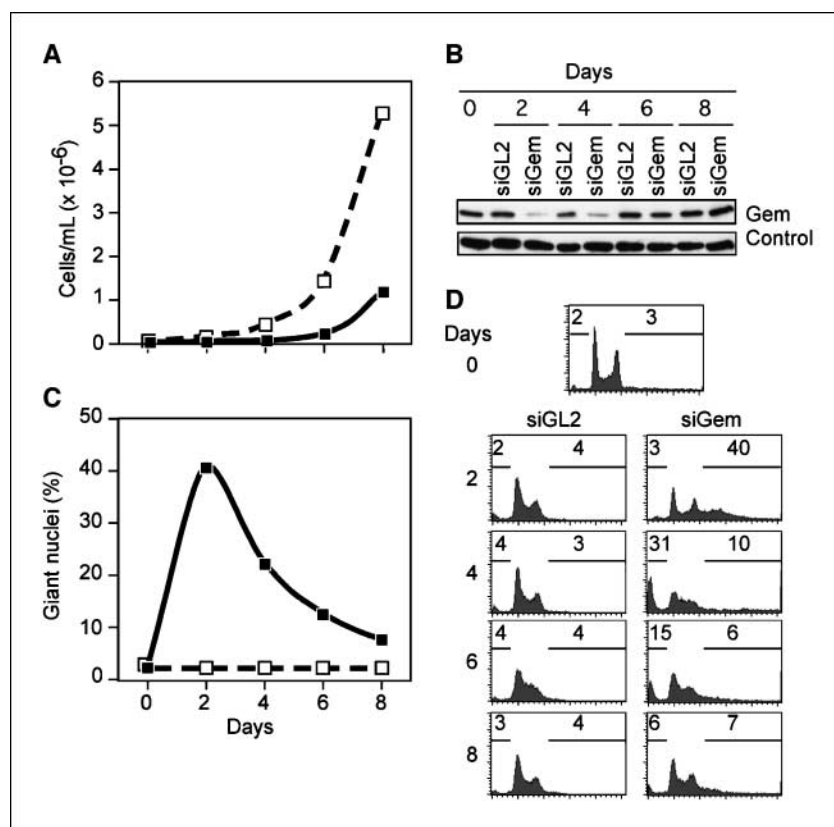 A
Cells/mL (x 10⁻⁶)
6
5
4
3
2
1
0
B
Days
0 2 4 6 8
siGL2 siGem siGL2 siGem siGL2 siGem siGL2 siGem
Gem
Control
C
Giant nuclei (%)
50
40
30
20
10
0
0 2 4 6 8
Days
D
Days
0
2 3
siGL2 siGem
2
2 4
3 40
4
4 3
31 10
6
4 4
15 6
8
3 4
6 7